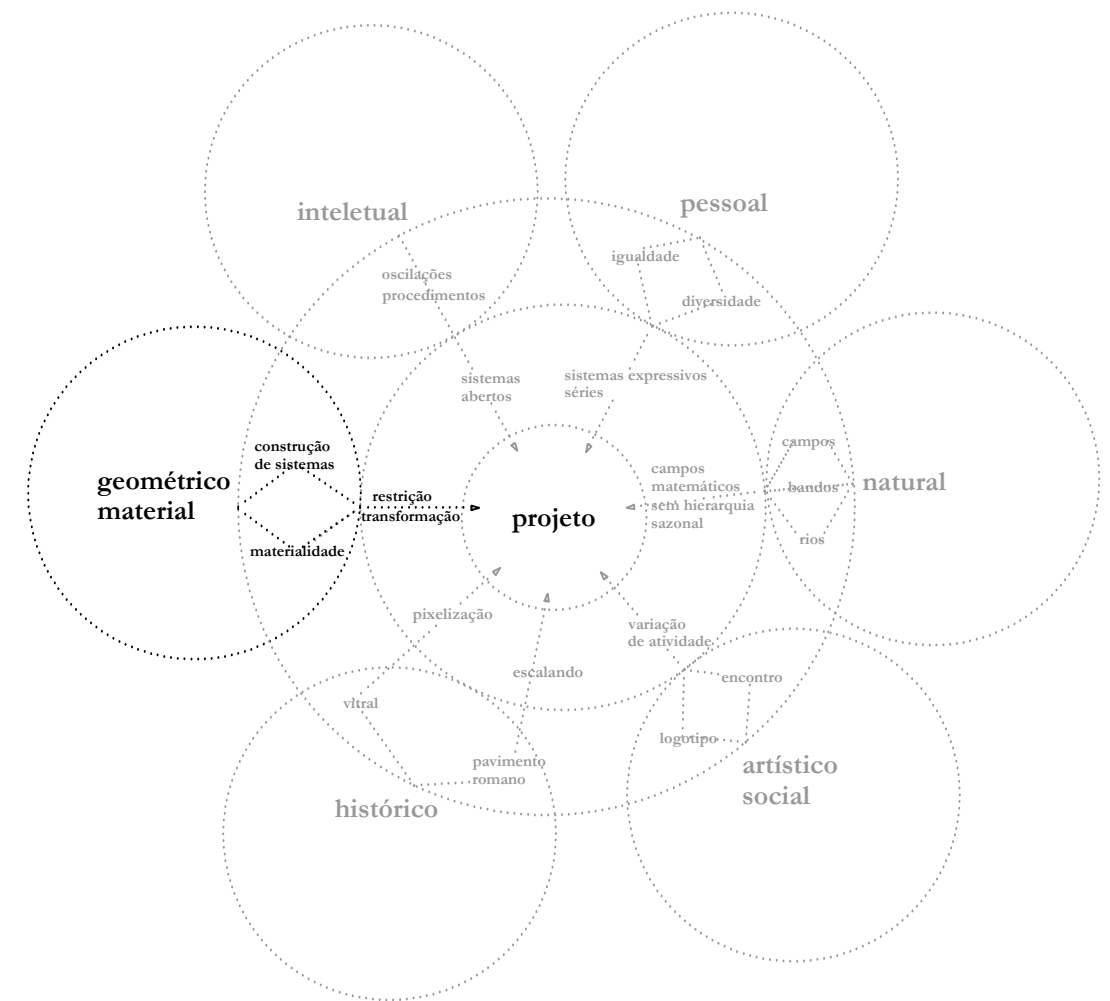 inteletual
oscilações
procedimentos
sistemas
abertos
pessoal
igualdade
diversidade
sistemas expressivos
séries
geométrico
material
construção
de sistemas
materialidade
restrição
transformação
projeto
campos
matemáticos
sem hierarquia
sazonal
campos
bandos
rios
natural
pixelização
vitral
escalando
pavimento
romano
histórico
variação
de atividade
encontro
logotipo
artístico
social